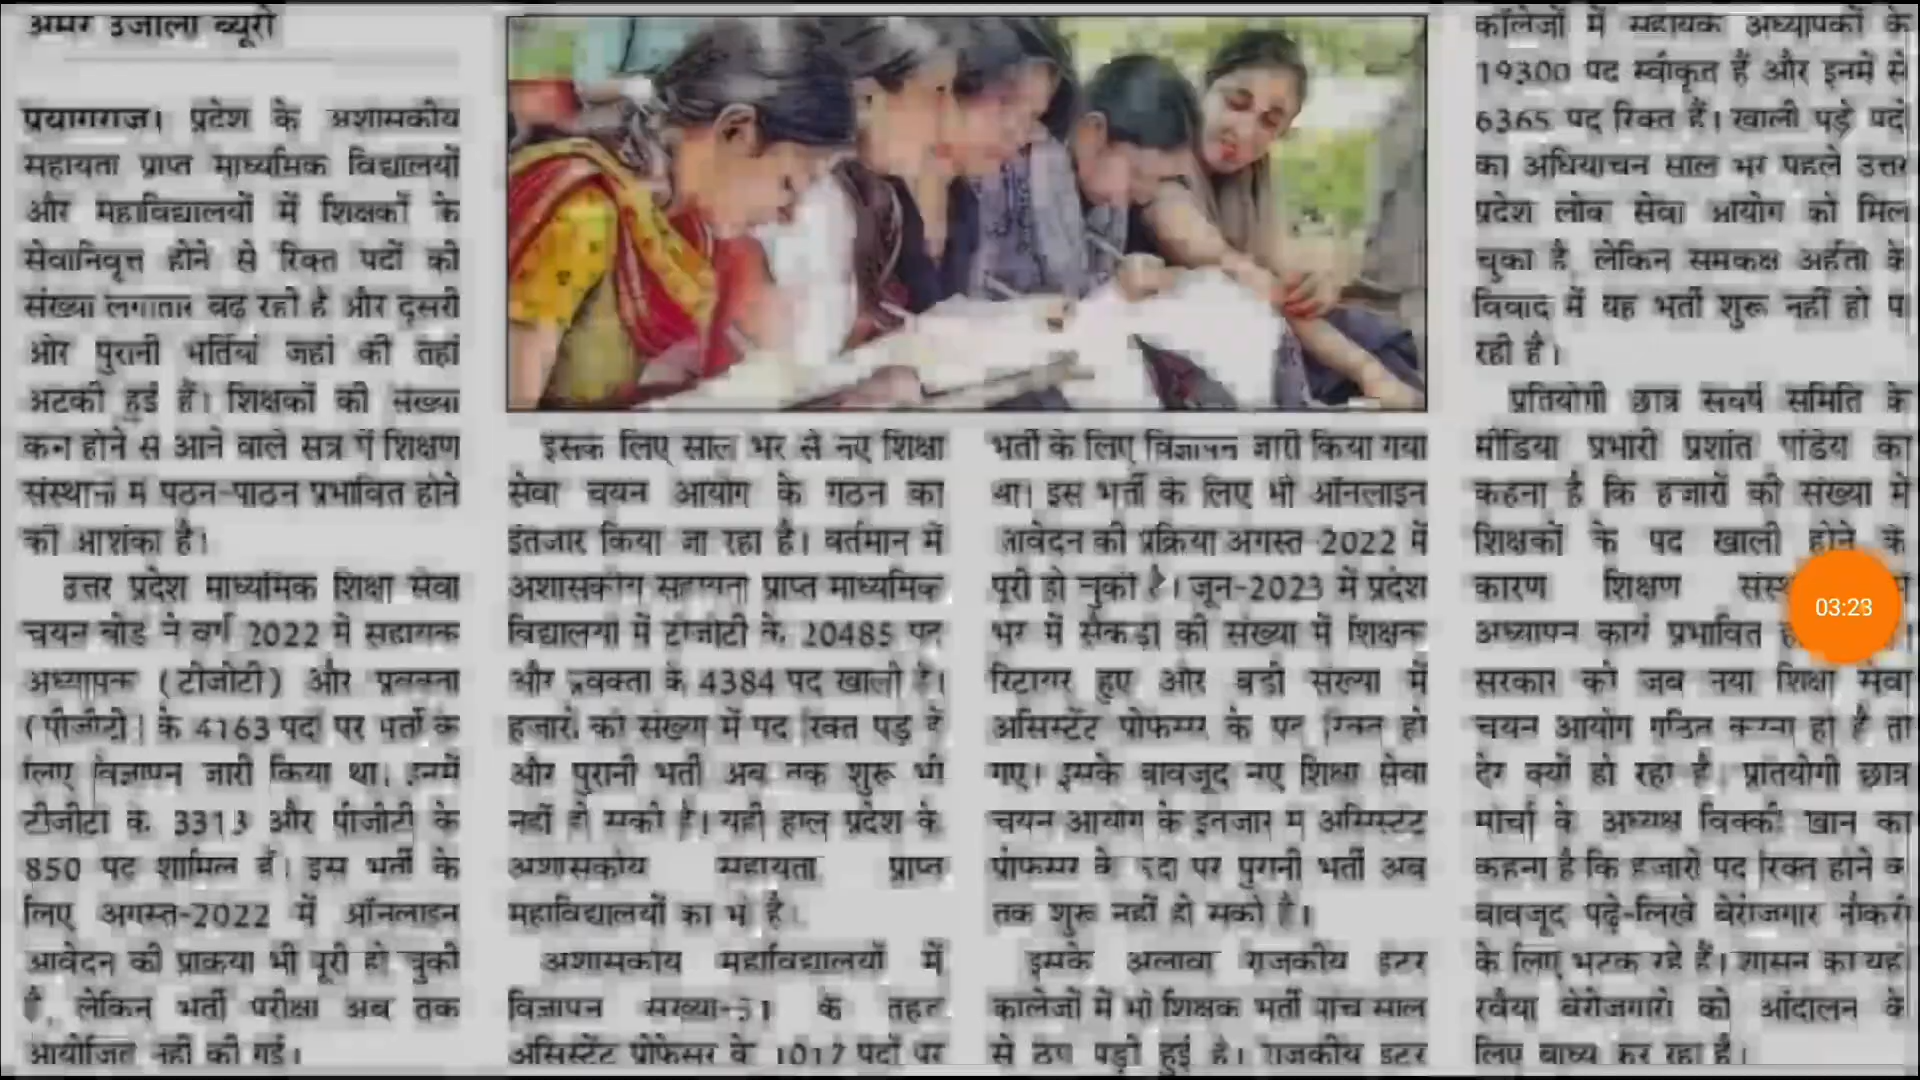 अमर उजाला ब्यूरो
प्रयागराज। प्रदेश के अशासकीय
सहायता प्राप्त माध्यमिक विद्यालयों
और महाविद्यालयों में शिक्षकों के
सेवानिवृत्त होने से रिक्त पदों की
संख्या लगातार बढ़ रही है और दूसरी
ओर पुरानी भर्तियां जहां की तहां
अटकी हुई हैं। शिक्षकों की संख्या
कम होने से आने वाले सत्र में शिक्षण
संस्थानों में पठन-पाठन प्रभावित होने
की आशंका है।
उत्तर प्रदेश माध्यमिक शिक्षा सेवा
चयन बोर्ड ने वर्ष 2022 में सहायक
अध्यापक (टीजीटी) और प्रवक्ता
(पीजीटी) के 4163 पदों पर भर्ती के
लिए विज्ञापन जारी किया था। इनमें
टीजीटी के 3313 और पीजीटी के
850 पद शामिल हैं। इस भर्ती के
लिए अगस्त-2022 में ऑनलाइन
आवेदन की प्रक्रिया भी पूरी हो चुकी
है, लेकिन भर्ती परीक्षा अब तक
आयोजित नहीं की गई।
इसके लिए साल भर से नए शिक्षा
सेवा चयन आयोग के गठन का
इंतजार किया जा रहा है। वर्तमान में
अशासकीय सहायता प्राप्त माध्यमिक
विद्यालयों में टीजीटी के 20485 पद
और प्रवक्ता के 4384 पद खाली हैं।
हजारों की संख्या में पद रिक्त पड़े हैं
और पुरानी भर्ती अब तक शुरू भी
नहीं हो सकी है। यही हाल प्रदेश के
अशासकीय सहायता प्राप्त
महाविद्यालयों का भी है।
अशासकीय महाविद्यालयों में
विज्ञापन संख्या-51 के तहत
असिस्टेंट प्रोफेसर के 1017 पदों पर
भर्ती के लिए विज्ञापन जारी किया गया
था। इस भर्ती के लिए भी ऑनलाइन
आवेदन की प्रक्रिया अगस्त-2022 में
पूरी हो चुकी है। जून-2023 में प्रदेश
भर में सैकड़ों की संख्या में शिक्षक
रिटायर हुए और बड़ी संख्या में
असिस्टेंट प्रोफेसर के पद रिक्त हो
गए। इसके बावजूद नए शिक्षा सेवा
चयन आयोग के इंतजार में असिस्टेंट
प्रोफेसर के पदों पर पुरानी भर्ती अब
तक शुरू नहीं हो सकी है।
इसके अलावा राजकीय इंटर
कॉलेजों में भी शिक्षक भर्ती पांच साल
से ठप पड़ी हुई है। राजकीय इंटर
कॉलेजों में सहायक अध्यापकों के
19300 पद स्वीकृत हैं और इनमें से
6365 पद रिक्त हैं। खाली पड़े पदों
का अधियाचन साल भर पहले उत्तर
प्रदेश लोक सेवा आयोग को मिल
चुका है, लेकिन समकक्ष अर्हता के
विवाद में यह भर्ती शुरू नहीं हो पा
रही है।
प्रतियोगी छात्र संघर्ष समिति के
मीडिया प्रभारी प्रशांत पांडेय का
कहना है कि हजारों की संख्या में
शिक्षकों के पद खाली होने के
कारण शिक्षण
अध्यापन कार्य प्रभावित
सरकार को जब नया शिक्षा सेवा
चयन आयोग गठित करना ही है तो
देर क्यों हो रही है। प्रतियोगी छात्र
मोर्चा के अध्यक्ष विक्की खान का
कहना है कि हजारों पद रिक्त होने के
बावजूद पढ़े-लिखे बेरोजगार नौकरी
के लिए भटक रहे हैं। शासन का यह
रवैया बेरोजगारों को आंदोलन के
लिए बाध्य कर रहा है।
03:23